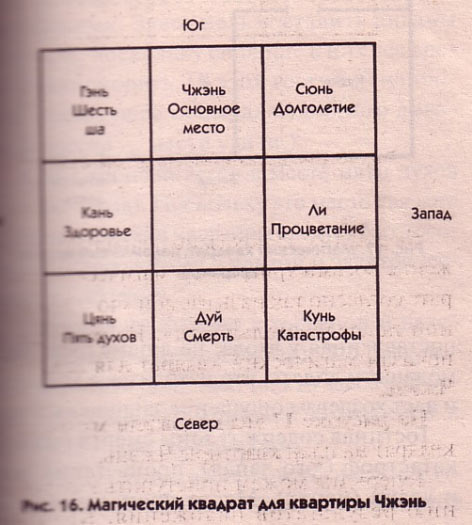 Юг
Гэнь
Шесть
ша
Чжэнь
Основное
место
Сюнь
Долголетие
Кань
Здоровье
Ли
Процветание
Запад
Цянь
Пять духов
Дуй
Смерть
Кунь
Катастрофы
Север
Рис. 16. Магический квадрат для квартиры Чжэнь